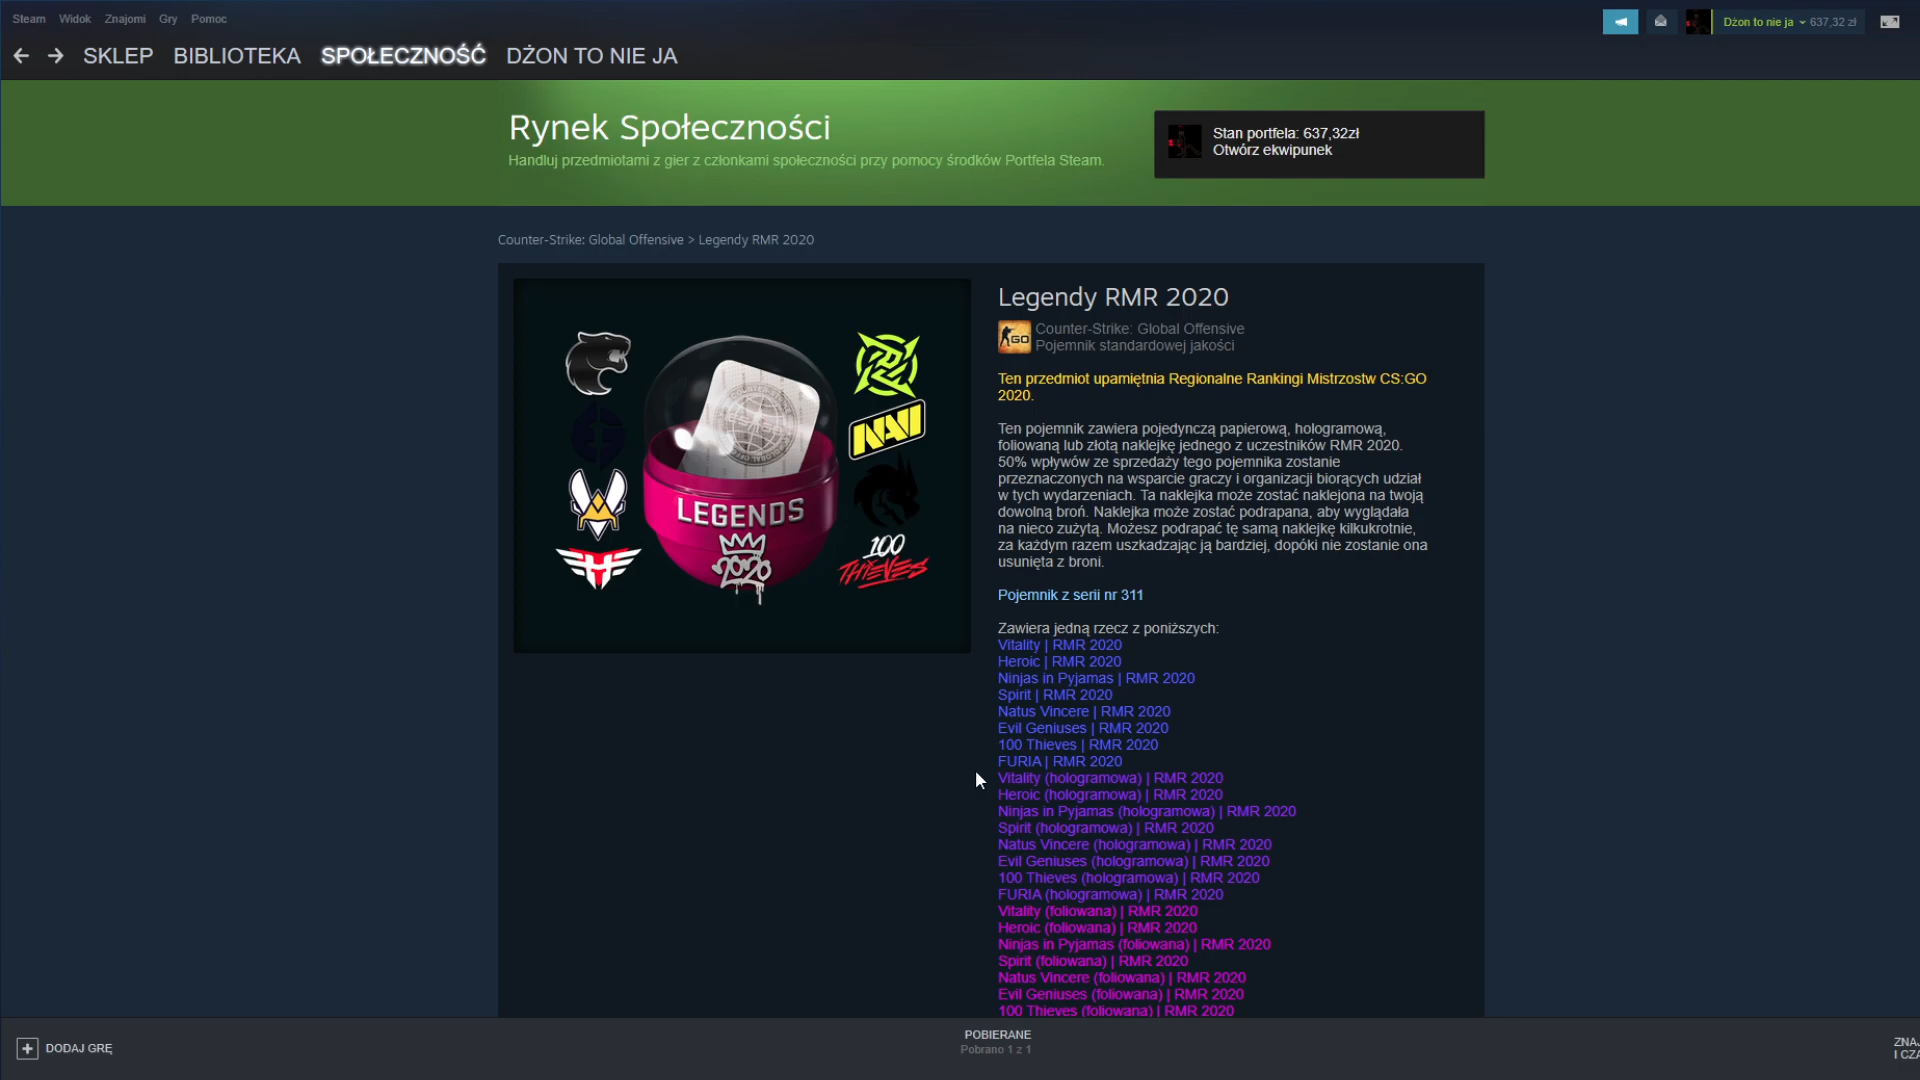 Steam Widok Znajomi Gry Pomoc
Dżon to nie ja 637,32 zł
SKLEP BIBLIOTEKA SPOŁECZNOŚĆ DŻON TO NIE JA
Rynek Społeczności
Handluj przedmiotami z gier z członkami społeczności przy pomocy środków Portfela Steam.
Stan portfela: 637,32zł
Otwórz ekwipunek
Counter-Strike: Global Offensive > Legendy RMR 2020
NAVI
LEGENDS
2020
100
THIEVES
Legendy RMR 2020
GO
Counter-Strike: Global Offensive
Pojemnik standardowej jakości
Ten przedmiot upamiętnia Regionalne Rankingi Mistrzostw CS:GO
2020.
Ten pojemnik zawiera pojedynczą papierową, hologramową,
foliowaną lub złotą naklejkę jednego z uczestników RMR 2020.
50% wpływów ze sprzedaży tego pojemnika zostanie
przeznaczonych na wsparcie graczy i organizacji biorących udział
w tych wydarzeniach. Ta naklejka może zostać naklejona na twoją
dowolną broń. Naklejka może zostać podrapana, aby wyglądała
na nieco zużytą. Możesz podrapać tę samą naklejkę kilkukrotnie,
za każdym razem uszkadzając ją bardziej, dopóki nie zostanie ona
usunięta z broni.
Pojemnik z serii nr 311
Zawiera jedną rzecz z poniższych:
Vitality | RMR 2020
Heroic | RMR 2020
Ninjas in Pyjamas | RMR 2020
Spirit | RMR 2020
Natus Vincere | RMR 2020
Evil Geniuses | RMR 2020
100 Thieves | RMR 2020
FURIA | RMR 2020
Vitality (hologramowa) | RMR 2020
Heroic (hologramowa) | RMR 2020
Ninjas in Pyjamas (hologramowa) | RMR 2020
Spirit (hologramowa) | RMR 2020
Natus Vincere (hologramowa) | RMR 2020
Evil Geniuses (hologramowa) | RMR 2020
100 Thieves (hologramowa) | RMR 2020
FURIA (hologramowa) | RMR 2020
Vitality (foliowana) | RMR 2020
Heroic (foliowana) | RMR 2020
Ninjas in Pyjamas (foliowana) | RMR 2020
Spirit (foliowana) | RMR 2020
Natus Vincere (foliowana) | RMR 2020
Evil Geniuses (foliowana) | RMR 2020
100 Thieves (foliowana) | RMR 2020
DODAJ GRĘ
POBIERANE
Pobrano 1 z 1
ZNAJ
I CZA